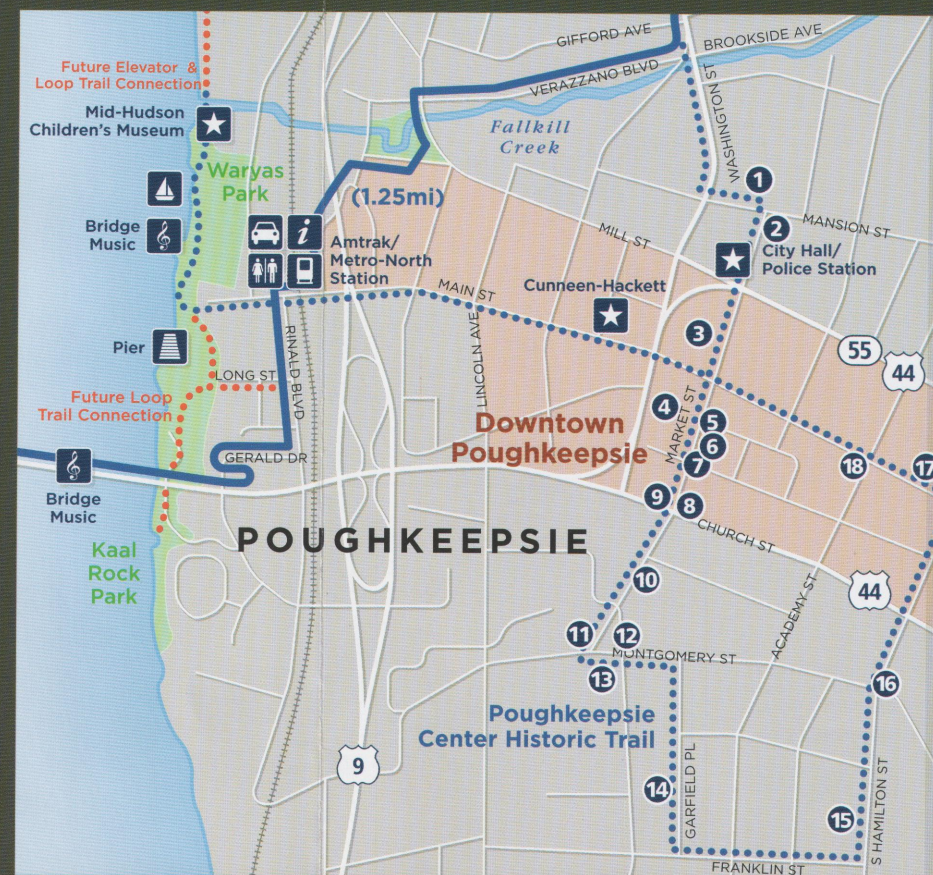 GIFFORD AVE
BROOKSIDE AVE
VERAZZANO BLVD
Future Elevator &
Loop Trail Connection
Mid-Hudson
Children's Museum
WASHINGTON ST
Fallkill
Creek
Waryas
Park
(1.25mi)
1
2
MANSION ST
Bridge
Music
i
Amtrak/
Metro-North
Station
MILL ST
City Hall/
Police Station
Cunneen-Hackett
MAIN ST
3
55
44
Pier
RINALD BLVD
LINCOLN AVE
LONG ST
Future Loop
Trail Connection
4
MARKET ST
5
Downtown
Poughkeepsie
6
7
18
17
GERALD DR
Bridge
Music
9
8
CHURCH ST
POUGHKEEPSIE
Kaal
Rock
Park
10
44
ACADEMY ST
11
12
MONTGOMERY ST
13
16
Poughkeepsie
Center Historic Trail
9
14
GARFIELD PL
15
S HAMILTON ST
FRANKLIN ST